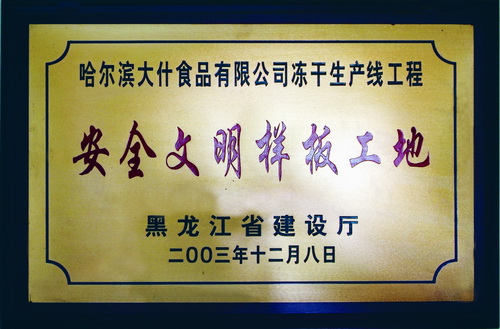 哈尔滨大什食品有限公司冻干生产线工程
安全文明样板工地
黑龙江省建设厅
二00三年十二月八日